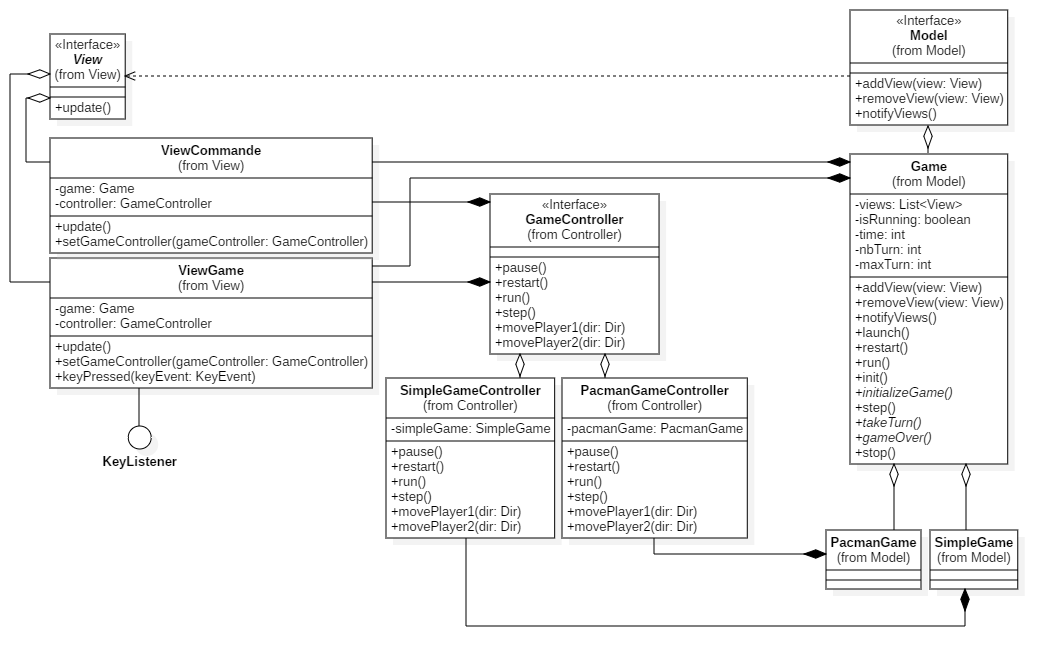 «Interface»
View
(from View)
+update()
«Interface»
Model
(from Model)
+addView(view: View)
+removeView(view: View)
+notifyViews()
ViewCommande
(from View)
-game: Game
-controller: GameController
+update()
+setGameController(gameController: GameController)
ViewGame
(from View)
-game: Game
-controller: GameController
+update()
+setGameController(gameController: GameController)
+keyPressed(keyEvent: KeyEvent)
KeyListener
«Interface»
GameController
(from Controller)
+pause()
+restart()
+run()
+step()
+movePlayer1(dir: Dir)
+movePlayer2(dir: Dir)
Game
(from Model)
-views: List<View>
-isRunning: boolean
-time: int
-nbTurn: int
-maxTurn: int
+addView(view: View)
+removeView(view: View)
+notifyViews()
+launch()
+restart()
+run()
+init()
+initializeGame()
+step()
+takeTurn()
+gameOver()
+stop()
SimpleGameController
(from Controller)
-simpleGame: SimpleGame
+pause()
+restart()
+run()
+step()
+movePlayer1(dir: Dir)
+movePlayer2(dir: Dir)
PacmanGameController
(from Controller)
-pacmanGame: PacmanGame
+pause()
+restart()
+run()
+step()
+movePlayer1(dir: Dir)
+movePlayer2(dir: Dir)
PacmanGame
(from Model)
SimpleGame
(from Model)